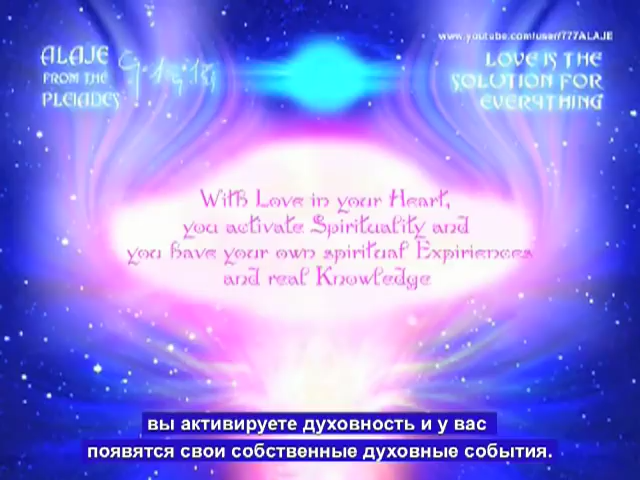 www.youtube.com/user/777ALAJE
ALAJE
FROM THE
PLEIADES
LOVE IS THE
SOLUTION FOR
EVERYTHING
With Love in your Heart,
you activate Spirituality and
you have your own spiritual Expiriences
and real Knowledge
вы активируете духовность и у вас
появятся свои собственные духовные события.